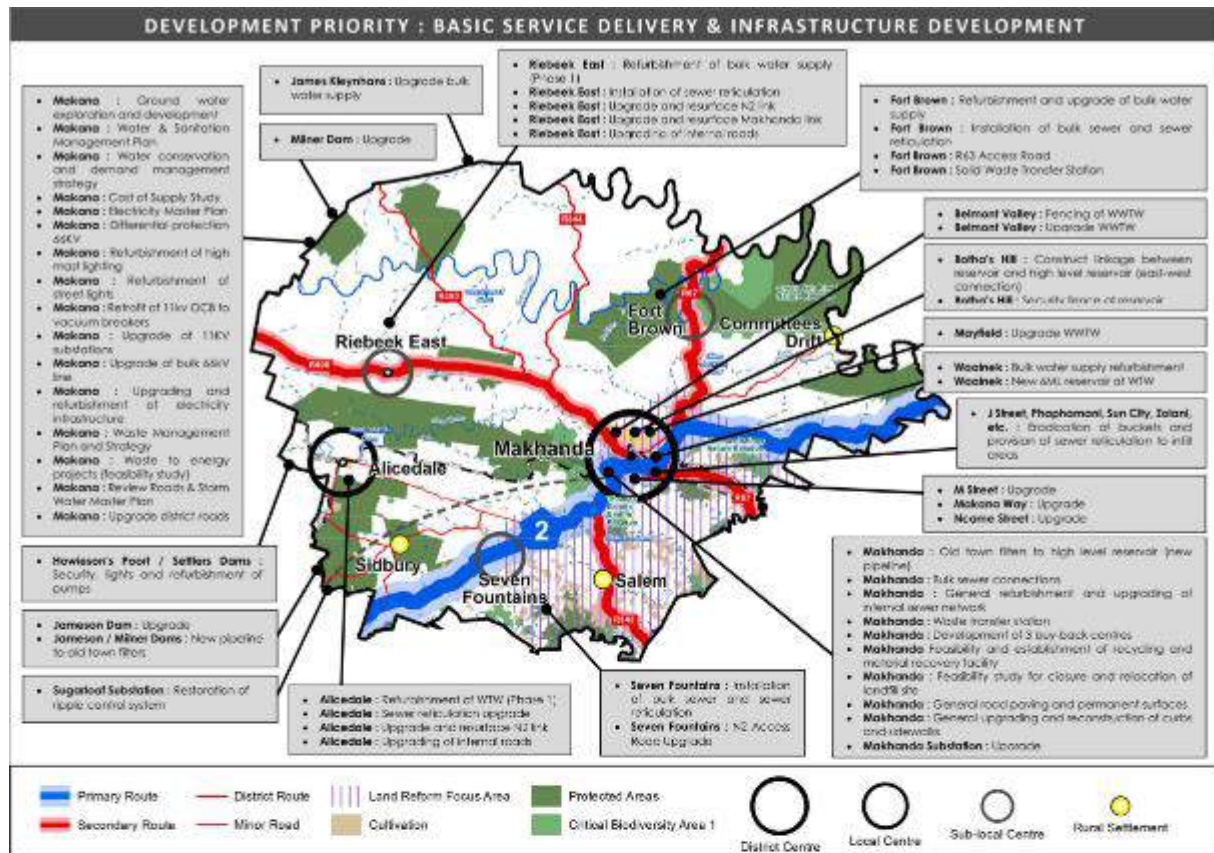 DEVELOPMENT PRIORITY : BASIC SERVICE DELIVERY & INFRASTRUCTURE DEVELOPMENT
• Makana : Ground water
exploration and development
• Makana : Water & Sanitation
Management Plan
• Makana : Water conservation
and demand management
strategy
• Makana : Cost of Supply Study
• Makana : Electricity Master Plan
• Makana : Differential protection
66KV
• Makana : Refurbishment of high
mast lighting
• Makana : Refurbishment of
street lights
• Makana : Retrofit of 11kv OCB to
vacuum breakers
• Makana : Upgrade of 11KV
substations
• Makana : Upgrade of bulk 66kV
line
• Makana : Upgrading and
refurbishment of electricity
infrastructure
• Makana : Waste Management
Plan and Strategy
• Makana : Waste to energy
projects (feasibility study)
• Makana : Review Roads & Storm
Water Master Plan
• Makana : Upgrade district roads
• James Kleynhans : Upgrade bulk
water supply
• Milner Dam : Upgrade
• Riebeek East : Refurbishment of bulk water supply
(Phase 1)
• Riebeek East : Installation of sewer reticulation
• Riebeek East : Upgrade and resurface N2 link
• Riebeek East : Upgrade and resurface Makhanda link
• Riebeek East : Upgrading of internal roads
• Fort Brown : Refurbishment and upgrade of bulk water
supply
• Fort Brown : Installation of bulk sewer and sewer
reticulation
• Fort Brown : R63 Access Road
• Fort Brown : Solid Waste Transfer Station
• Belmont Valley : Fencing of WWTW
• Belmont Valley : Upgrade WWTW
• Botha's Hill : Construct linkage between
reservoir and high level reservoir (east-west
connection)
• Botha's Hill : Security fence at reservoir
• Mayfield : Upgrade WWTW
• Waainek : Bulk water supply refurbishment
• Waainek : New 6ML reservoir at WTW
• J Street, Phaphamani, Sun City, Zolani,
etc. : Eradication of buckets and
provision of sewer reticulation to infill
areas
• M Street : Upgrade
• Makana Way : Upgrade
• Ncame Street : Upgrade
• Makhanda : Old town filters to high level reservoir (new
pipeline)
• Makhanda : Bulk sewer connections
• Makhanda : General refurbishment and upgrading of
internal sewer network
• Makhanda : Waste transfer station
• Makhanda : Development of 3 buy-back centres
• Makhanda Feasibility and establishment of recycling and
material recovery facility
• Makhanda : Feasibility study for closure and relocation of
landfill site
• Makhanda : General road paving and permanent surfaces
• Makhanda : General upgrading and reconstruction of curbs
and sidewalks
• Makhanda Substation : Upgrade
• Howieson's Poort / Settlers Dams :
Security, lights and refurbishment of
pumps
• Jameson Dam : Upgrade
• Jameson / Milner Dams : New pipeline
to old town filters
• Sugarloaf Substation : Restoration of
ripple control system
• Alicedale : Refurbishment of WTW (Phase 1)
• Alicedale : Sewer reticulation upgrade
• Alicedale : Upgrade and resurface N2 link
• Alicedale : Upgrading of internal roads
• Seven Fountains : Installation
of bulk sewer and sewer
reticulation
• Seven Fountains : N2 Access
Road Upgrade
R67
Fort
Brown
Committees
Drift
Riebeek East
Makhanda
Alicedale
R67
2
Sidbury
Seven
Fountains
Salem
Primary Route
Secondary Route
District Route
Minor Road
Land Reform Focus Area
Cultivation
Protected Areas
Critical Biodiversity Area 1
District Centre
Local Centre
Sub-local Centre
Rural Settlement